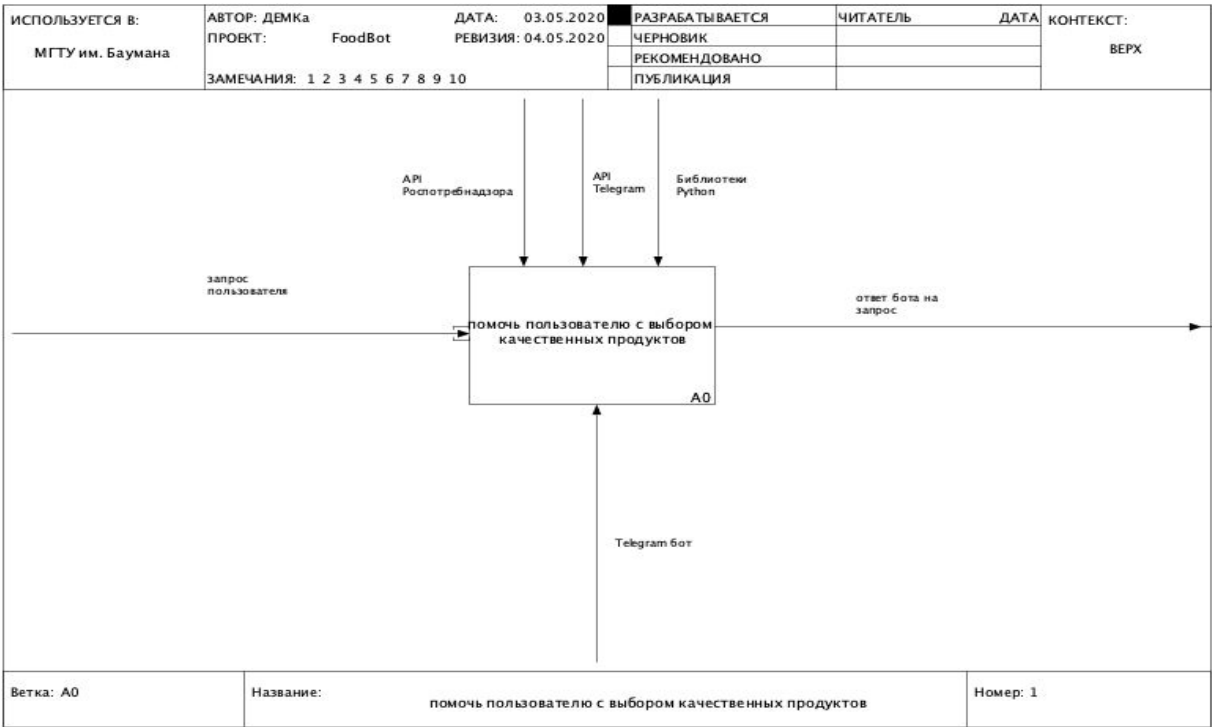 ИСПОЛЬЗУЕТСЯ В:
МГТУ им. Баумана
АВТОР: ДЕМКа
ДАТА: 03.05.2020
ПРОЕКТ: FoodBot
РЕВИЗИЯ: 04.05.2020
ЗАМЕЧАНИЯ: 1 2 3 4 5 6 7 8 9 10
РАЗРАБАТЫВАЕТСЯ
ЧЕРНОВИК
РЕКОМЕНДОВАНО
ПУБЛИКАЦИЯ
ЧИТАТЕЛЬ
ДАТА
КОНТЕКСТ:
ВЕРХ
API
Роспотребнадзора
API
Telegram
Библиотеки
Python
запрос
пользователя
помочь пользователю с выбором
качественных продуктов
A0
ответ бота на
запрос
Telegram бот
Ветка: A0
Название:
помочь пользователю с выбором качественных продуктов
Номер: 1